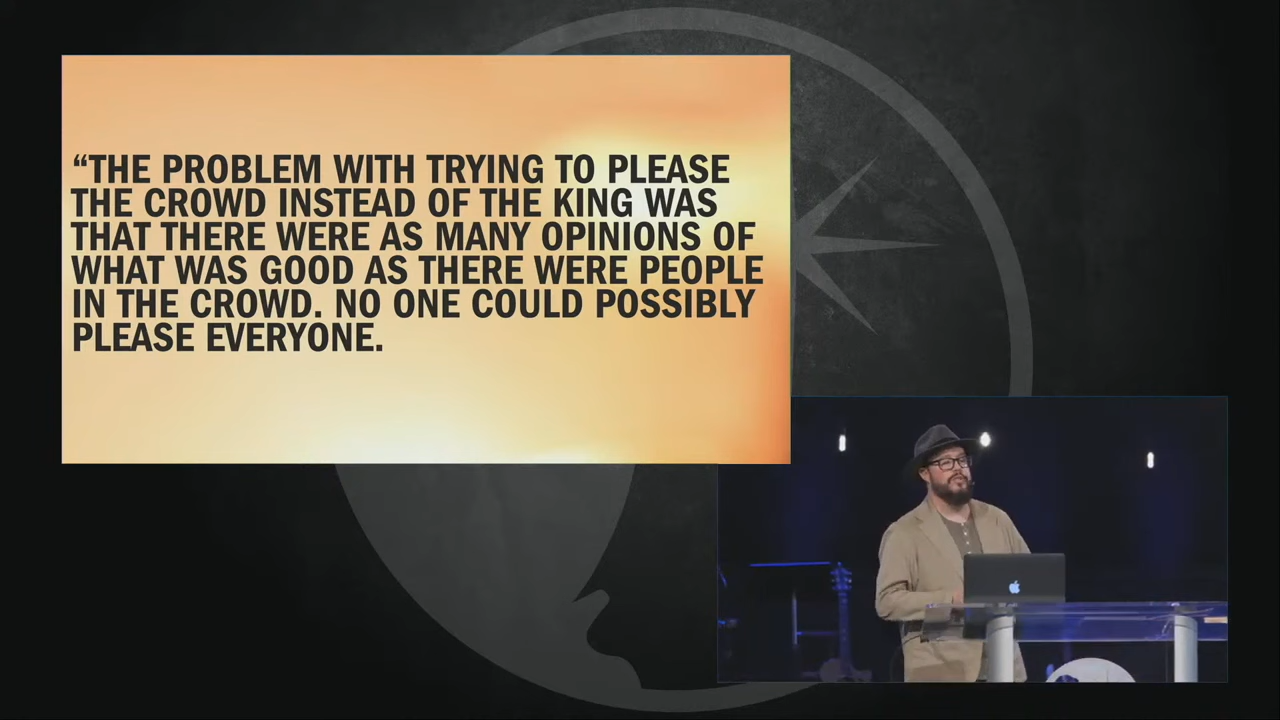 “THE PROBLEM WITH TRYING TO PLEASE
THE CROWD INSTEAD OF THE KING WAS
THAT THERE WERE AS MANY OPINIONS OF
WHAT WAS GOOD AS THERE WERE PEOPLE
IN THE CROWD. NO ONE COULD POSSIBLY
PLEASE EVERYONE.